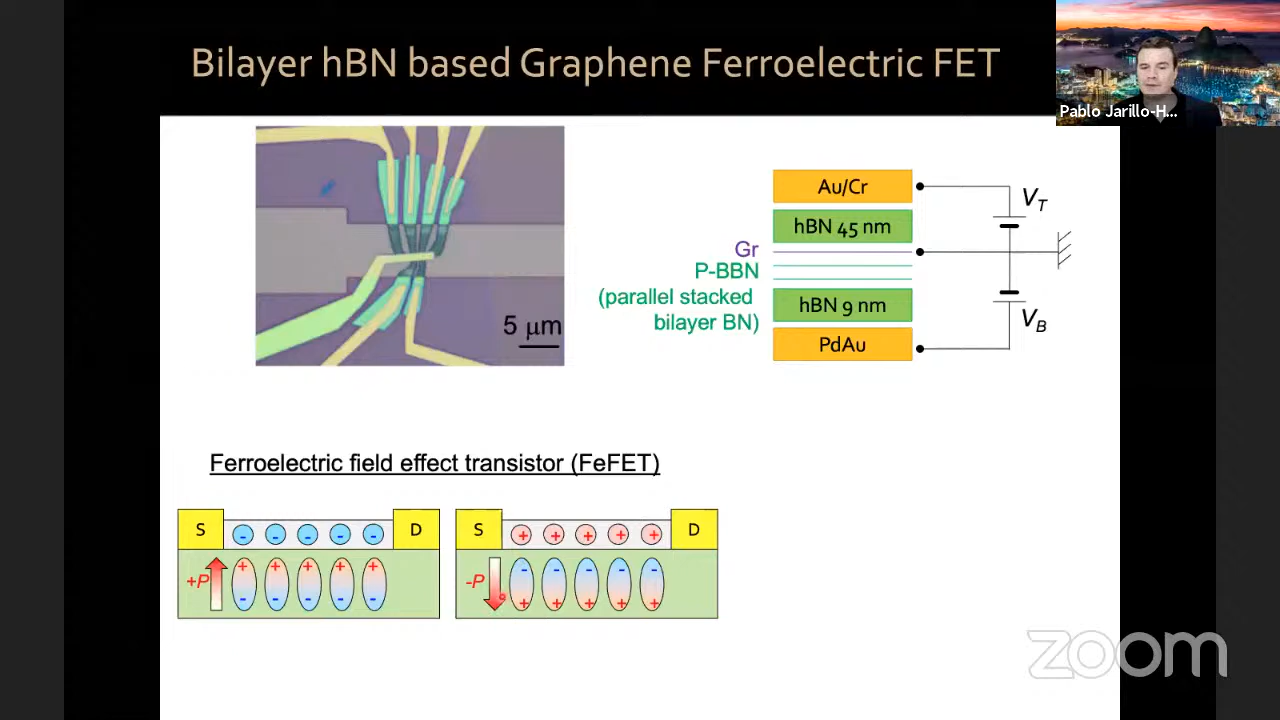 Bilayer hBN based Graphene Ferroelectric FET
Pablo Jarillo-H...
5 μm
Au/Cr
hBN 45 nm
Gr
P-BBN
(parallel stacked
bilayer BN)
hBN 9 nm
PdAu
V_T
V_B
Ferroelectric field effect transistor (FeFET)
S - - - - - D
+P + + + + +
- - - - -
S + + + + + D
-P - - - - -
+ + + + +
zoom